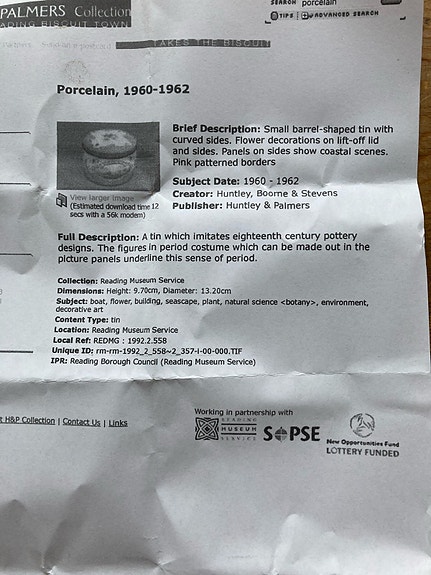 PALMERS Collection
SEARCH porcelain
ADING BISCUIT TOWN
TIPS | ADVANCED SEARCH
TAKES THE BISCUIT
Porcelain, 1960-1962
Brief Description: Small barrel-shaped tin with
curved sides. Flower decorations on lift-off lid
and sides. Panels on sides show coastal scenes.
Pink patterned borders
Subject Date: 1960 - 1962
Creator: Huntley, Boorne & Stevens
Publisher: Huntley & Palmers
View larger image
(Estimated download time 12
secs with a 56k modem)
Full Description: A tin which imitates eighteenth century pottery
designs. The figures in period costume which can be made out in the
picture panels underline this sense of period.
Collection: Reading Museum Service
Dimensions: Height: 9.70cm, Diameter: 13.20cm
Subject: boat, flower, building, seascape, plant, natural science <botany>, environment,
decorative art
Content Type: tin
Location: Reading Museum Service
Local Ref: REDMG : 1992.2.558
Unique ID: rm-rm-1992_2_558~2_357-i-00-000.TIF
IPR: Reading Borough Council (Reading Museum Service)
H&P Collection | Contact Us | Links
Working in partnership with
READING
MUSEUM
SERVICE
SOPSE
New Opportunities Fund
LOTTERY FUNDED